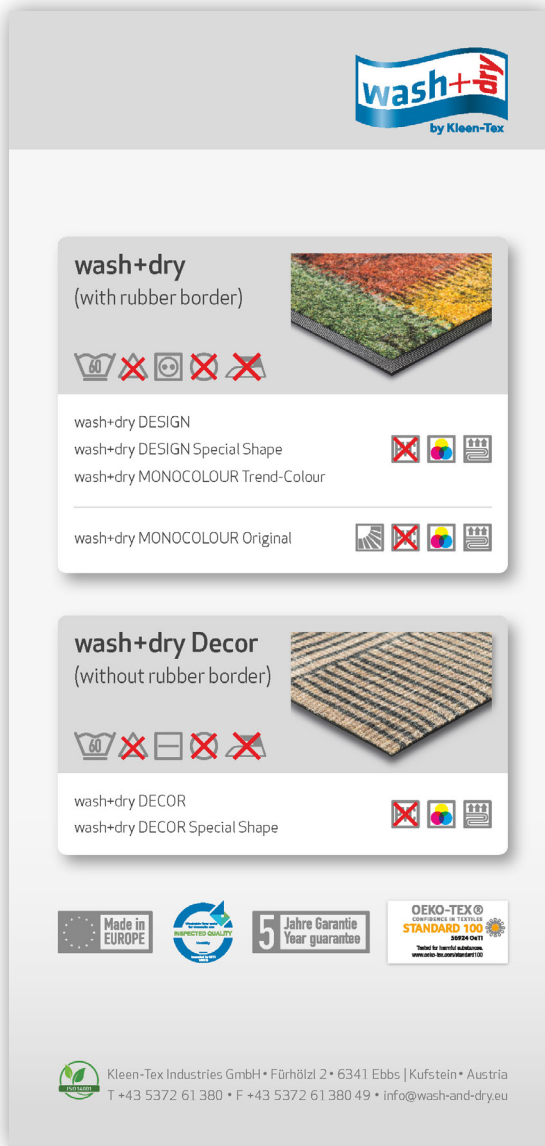 wash+dry
by Kleen-Tex
wash+dry
(with rubber border)
60
wash+dry DESIGN
wash+dry DESIGN Special Shape
wash+dry MONOCOLOUR Trend-Colour
wash+dry MONOCOLOUR Original
wash+dry Decor
(without rubber border)
60
wash+dry DECOR
wash+dry DECOR Special Shape
Made in
EUROPE
INSPECTED QUALITY
5 Jahre Garantie
Year guarantee
OEKO-TEX®
CONFIDENCE IN TEXTILES
STANDARD 100
Tested for harmful substances.
www.oeko-tex.com/standard100
ISO 14001
Kleen-Tex Industries GmbH • Fürhölzl 2 • 6341 Ebbs | Kufstein • Austria
T +43 5372 61 380 • F +43 5372 61 380 49 • info@wash-and-dry.eu